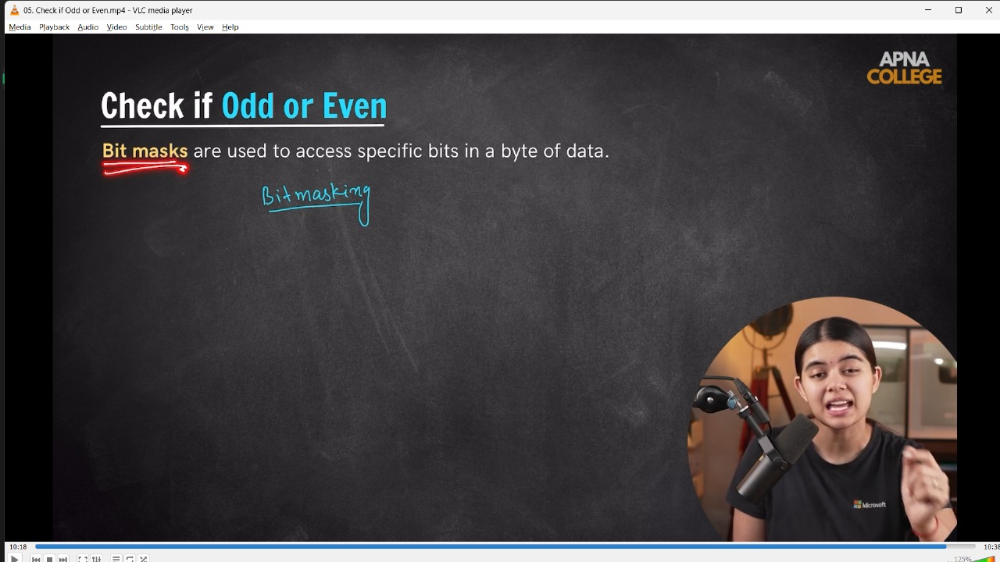 05. Check if Odd or Even.mp4 - VLC media player
Media Playback Audio Video Subtitle Tools View Help
APNA
COLLEGE
Check if Odd or Even
Bit masks are used to access specific bits in a byte of data.
Bitmasking
Microsoft
10:18
10:38
125%